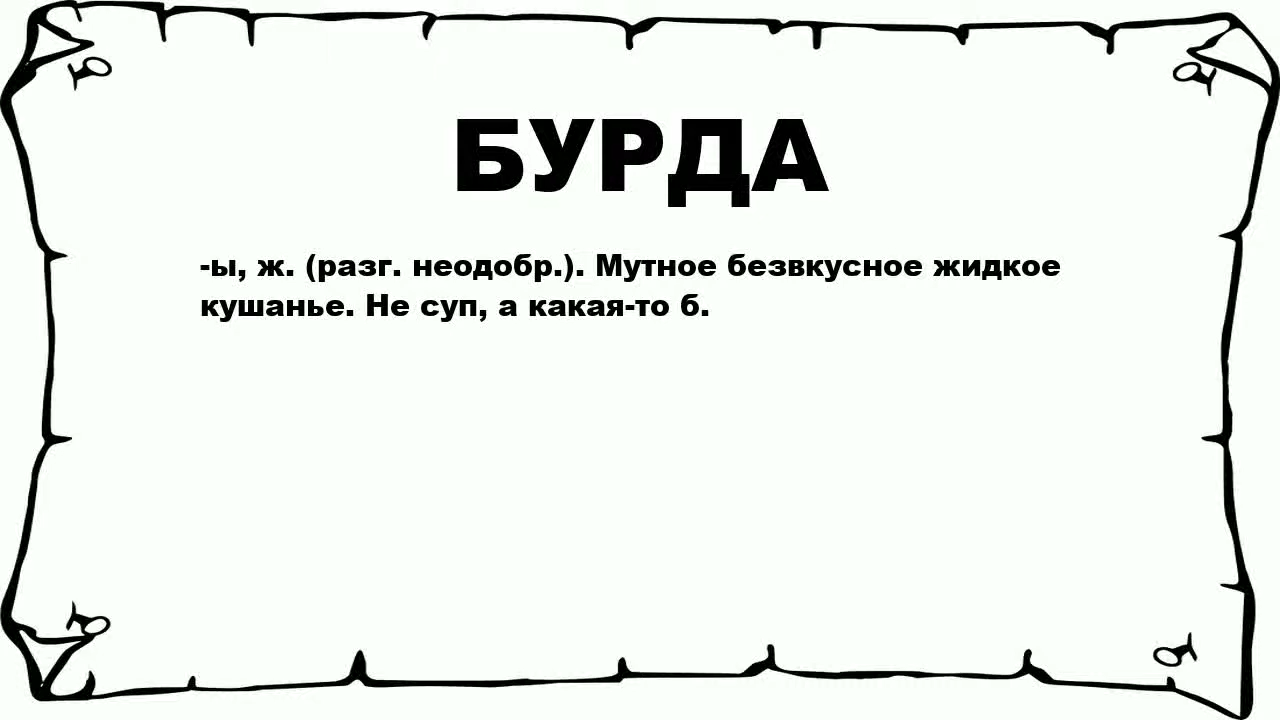 БУРДА
-ы, ж. (разг. неодобр.). Мутное безвкусное жидкое
кушанье. Не суп, а какая-то б.